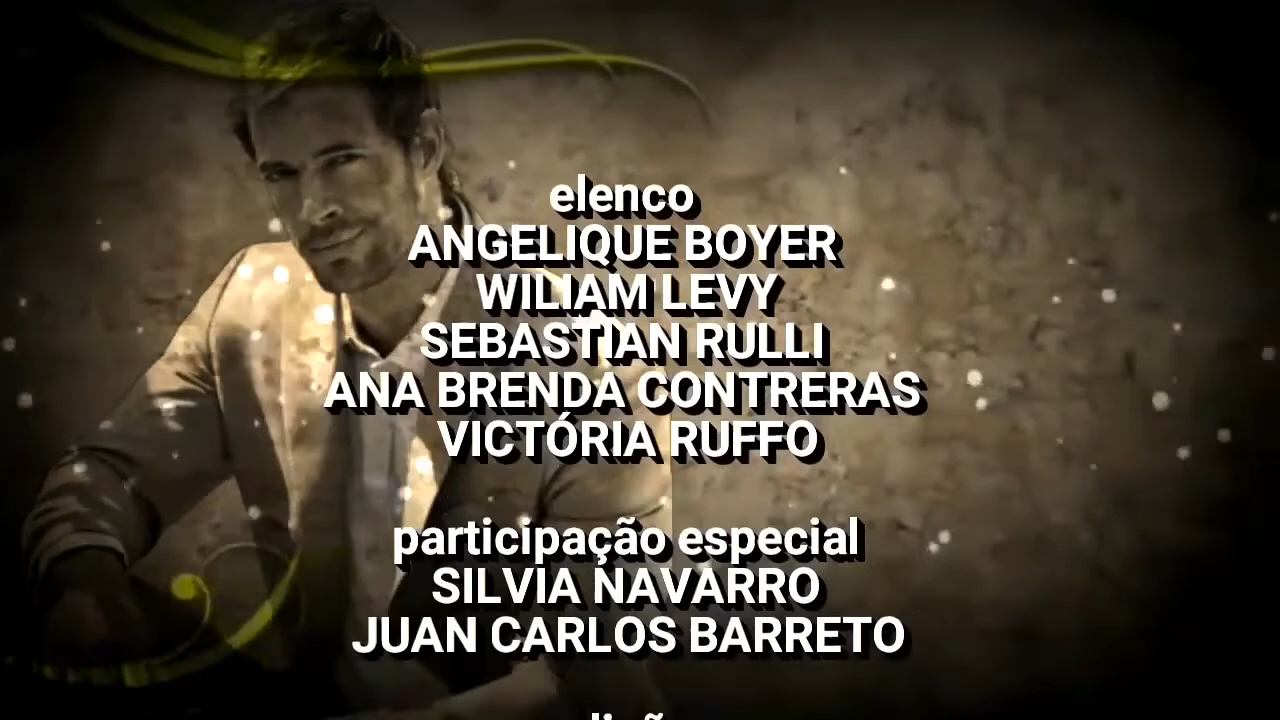 elenco
ANGELIQUE BOYER
WILIAM LEVY
SEBASTIAN RULLI
ANA BRENDA CONTRERAS
VICTÓRIA RUFFO
participação especial
SILVIA NAVARRO
JUAN CARLOS BARRETO